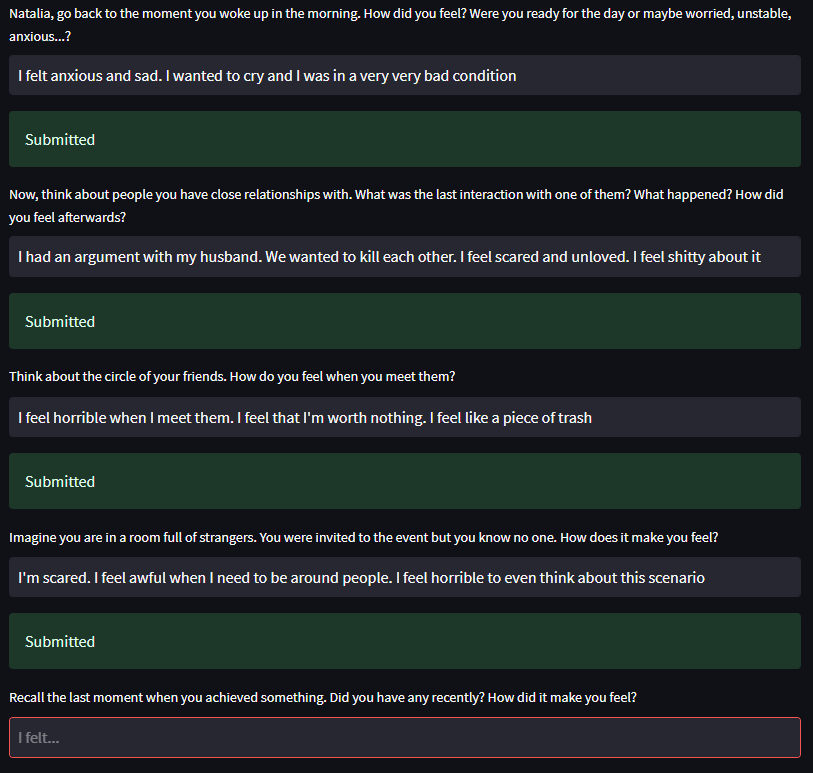 Natalia, go back to the moment you woke up in the morning. How did you feel? Were you ready for the day or maybe worried, unstable,
anxious...?
I felt anxious and sad. I wanted to cry and I was in a very very bad condition
Submitted
Now, think about people you have close relationships with. What was the last interaction with one of them? What happened? How did
you feel afterwards?
I had an argument with my husband. We wanted to kill each other. I feel scared and unloved. I feel shitty about it
Submitted
Think about the circle of your friends. How do you feel when you meet them?
I feel horrible when I meet them. I feel that I'm worth nothing. I feel like a piece of trash
Submitted
Imagine you are in a room full of strangers. You were invited to the event but you know no one. How does it make you feel?
I'm scared. I feel awful when I need to be around people. I feel horrible to even think about this scenario
Submitted
Recall the last moment when you achieved something. Did you have any recently? How did it make you feel?
I felt...